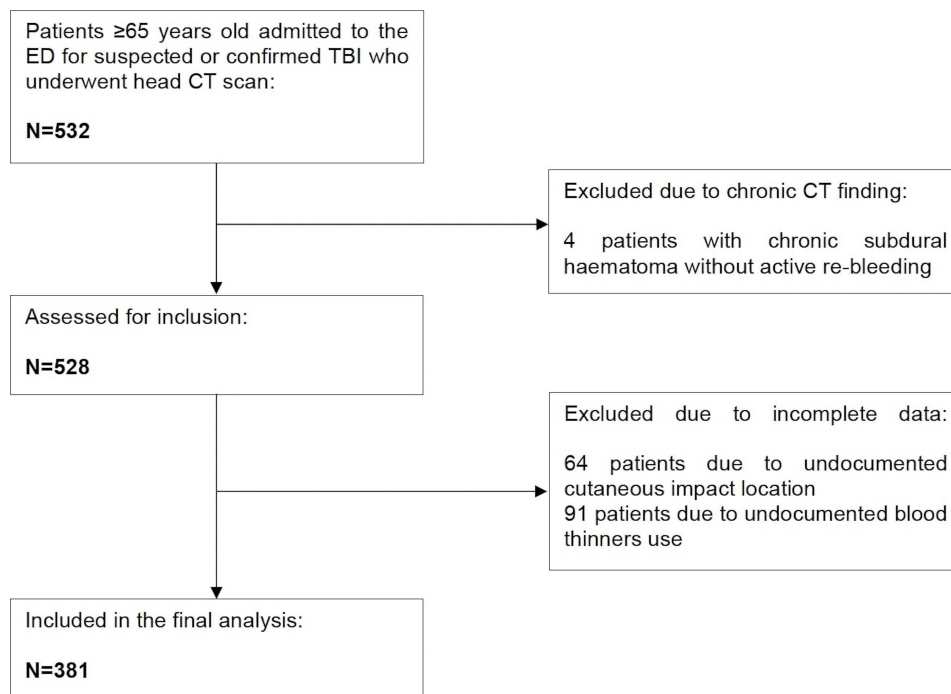 Patients ≥65 years old admitted to the
ED for suspected or confirmed TBI who
underwent head CT scan:
N=532
Excluded due to chronic CT finding:
4 patients with chronic subdural
haematoma without active re-bleeding
Assessed for inclusion:
N=528
Excluded due to incomplete data:
64 patients due to undocumented
cutaneous impact location
91 patients due to undocumented blood
thinners use
Included in the final analysis:
N=381